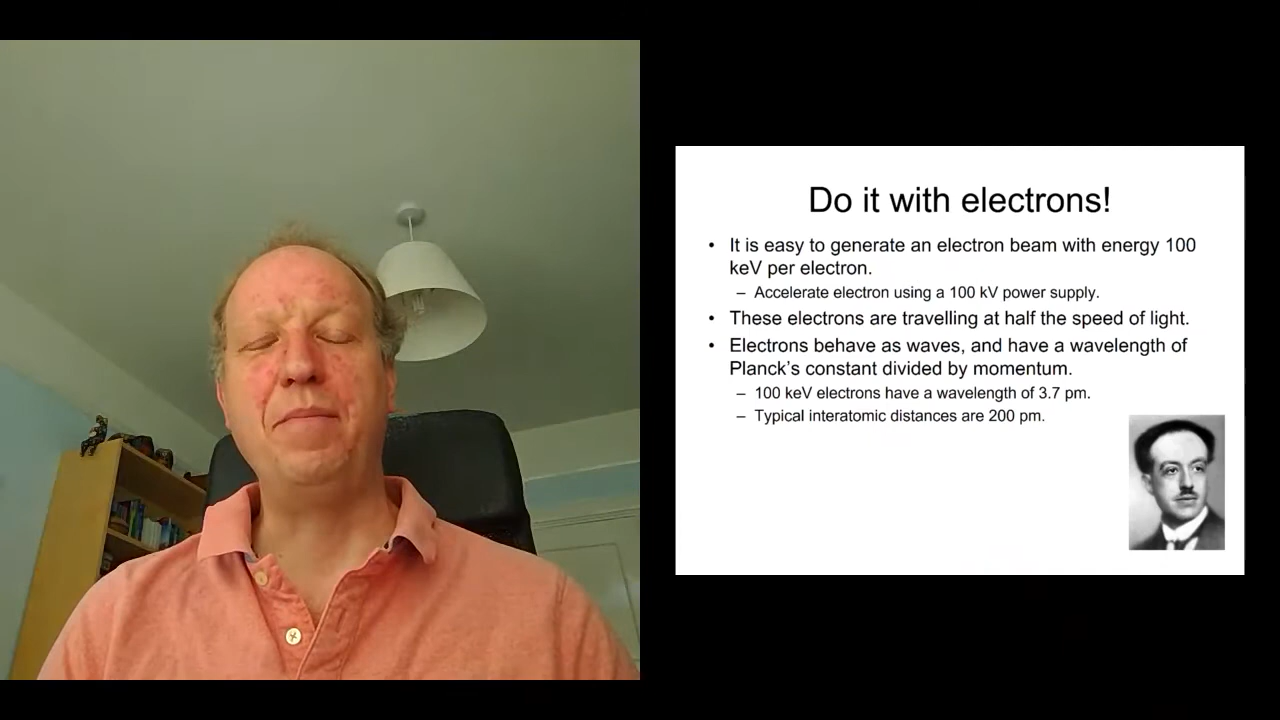 Do it with electrons!
• It is easy to generate an electron beam with energy 100
keV per electron.
– Accelerate electron using a 100 kV power supply.
• These electrons are travelling at half the speed of light.
• Electrons behave as waves, and have a wavelength of
Planck's constant divided by momentum.
– 100 keV electrons have a wavelength of 3.7 pm.
– Typical interatomic distances are 200 pm.